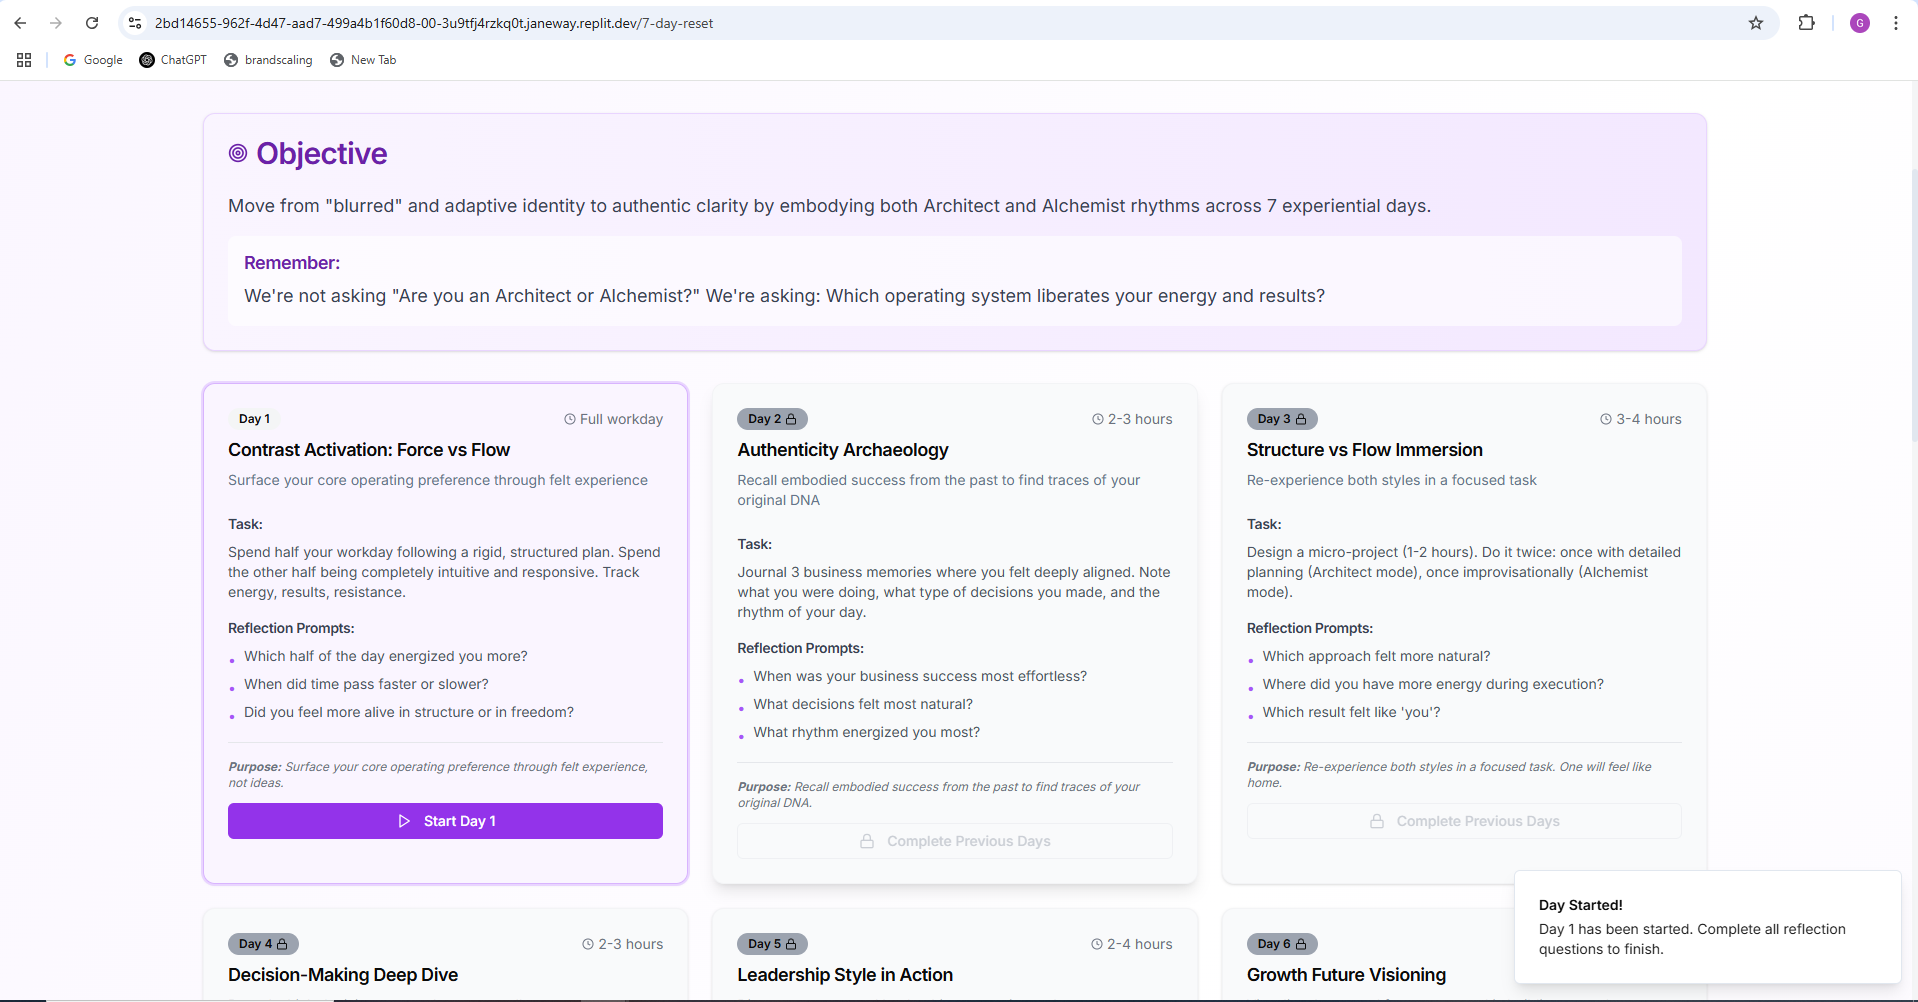 2bd14655-962f-4d47-aad7-499a4b1f60d8-00-3u9tfj4rzkq0t.janeway.replit.dev/7-day-reset
G
Google
ChatGPT
brandscaling
New Tab
Objective
Move from "blurred" and adaptive identity to authentic clarity by embodying both Architect and Alchemist rhythms across 7 experiential days.
Remember:
We're not asking "Are you an Architect or Alchemist?" We're asking: Which operating system liberates your energy and results?
Day 1
Full workday
Contrast Activation: Force vs Flow
Surface your core operating preference through felt experience
Task:
Spend half your workday following a rigid, structured plan. Spend
the other half being completely intuitive and responsive. Track
energy, results, resistance.
Reflection Prompts:
• Which half of the day energized you more?
• When did time pass faster or slower?
• Did you feel more alive in structure or in freedom?
Purpose: Surface your core operating preference through felt experience,
not ideas.
Start Day 1
Day 2
2-3 hours
Authenticity Archaeology
Recall embodied success from the past to find traces of your
original DNA
Task:
Journal 3 business memories where you felt deeply aligned. Note
what you were doing, what type of decisions you made, and the
rhythm of your day.
Reflection Prompts:
• When was your business success most effortless?
• What decisions felt most natural?
• What rhythm energized you most?
Purpose: Recall embodied success from the past to find traces of your
original DNA.
Complete Previous Days
Day 3
3-4 hours
Structure vs Flow Immersion
Re-experience both styles in a focused task
Task:
Design a micro-project (1-2 hours). Do it twice: once with detailed
planning (Architect mode), once improvisationally (Alchemist
mode).
Reflection Prompts:
• Which approach felt more natural?
• Where did you have more energy during execution?
• Which result felt like 'you'?
Purpose: Re-experience both styles in a focused task. One will feel like
home.
Complete Previous Days
Day 4
2-3 hours
Decision-Making Deep Dive
Day 5
2-4 hours
Leadership Style in Action
Day 6
Growth Future Visioning
Day Started!
Day 1 has been started. Complete all reflection
questions to finish.